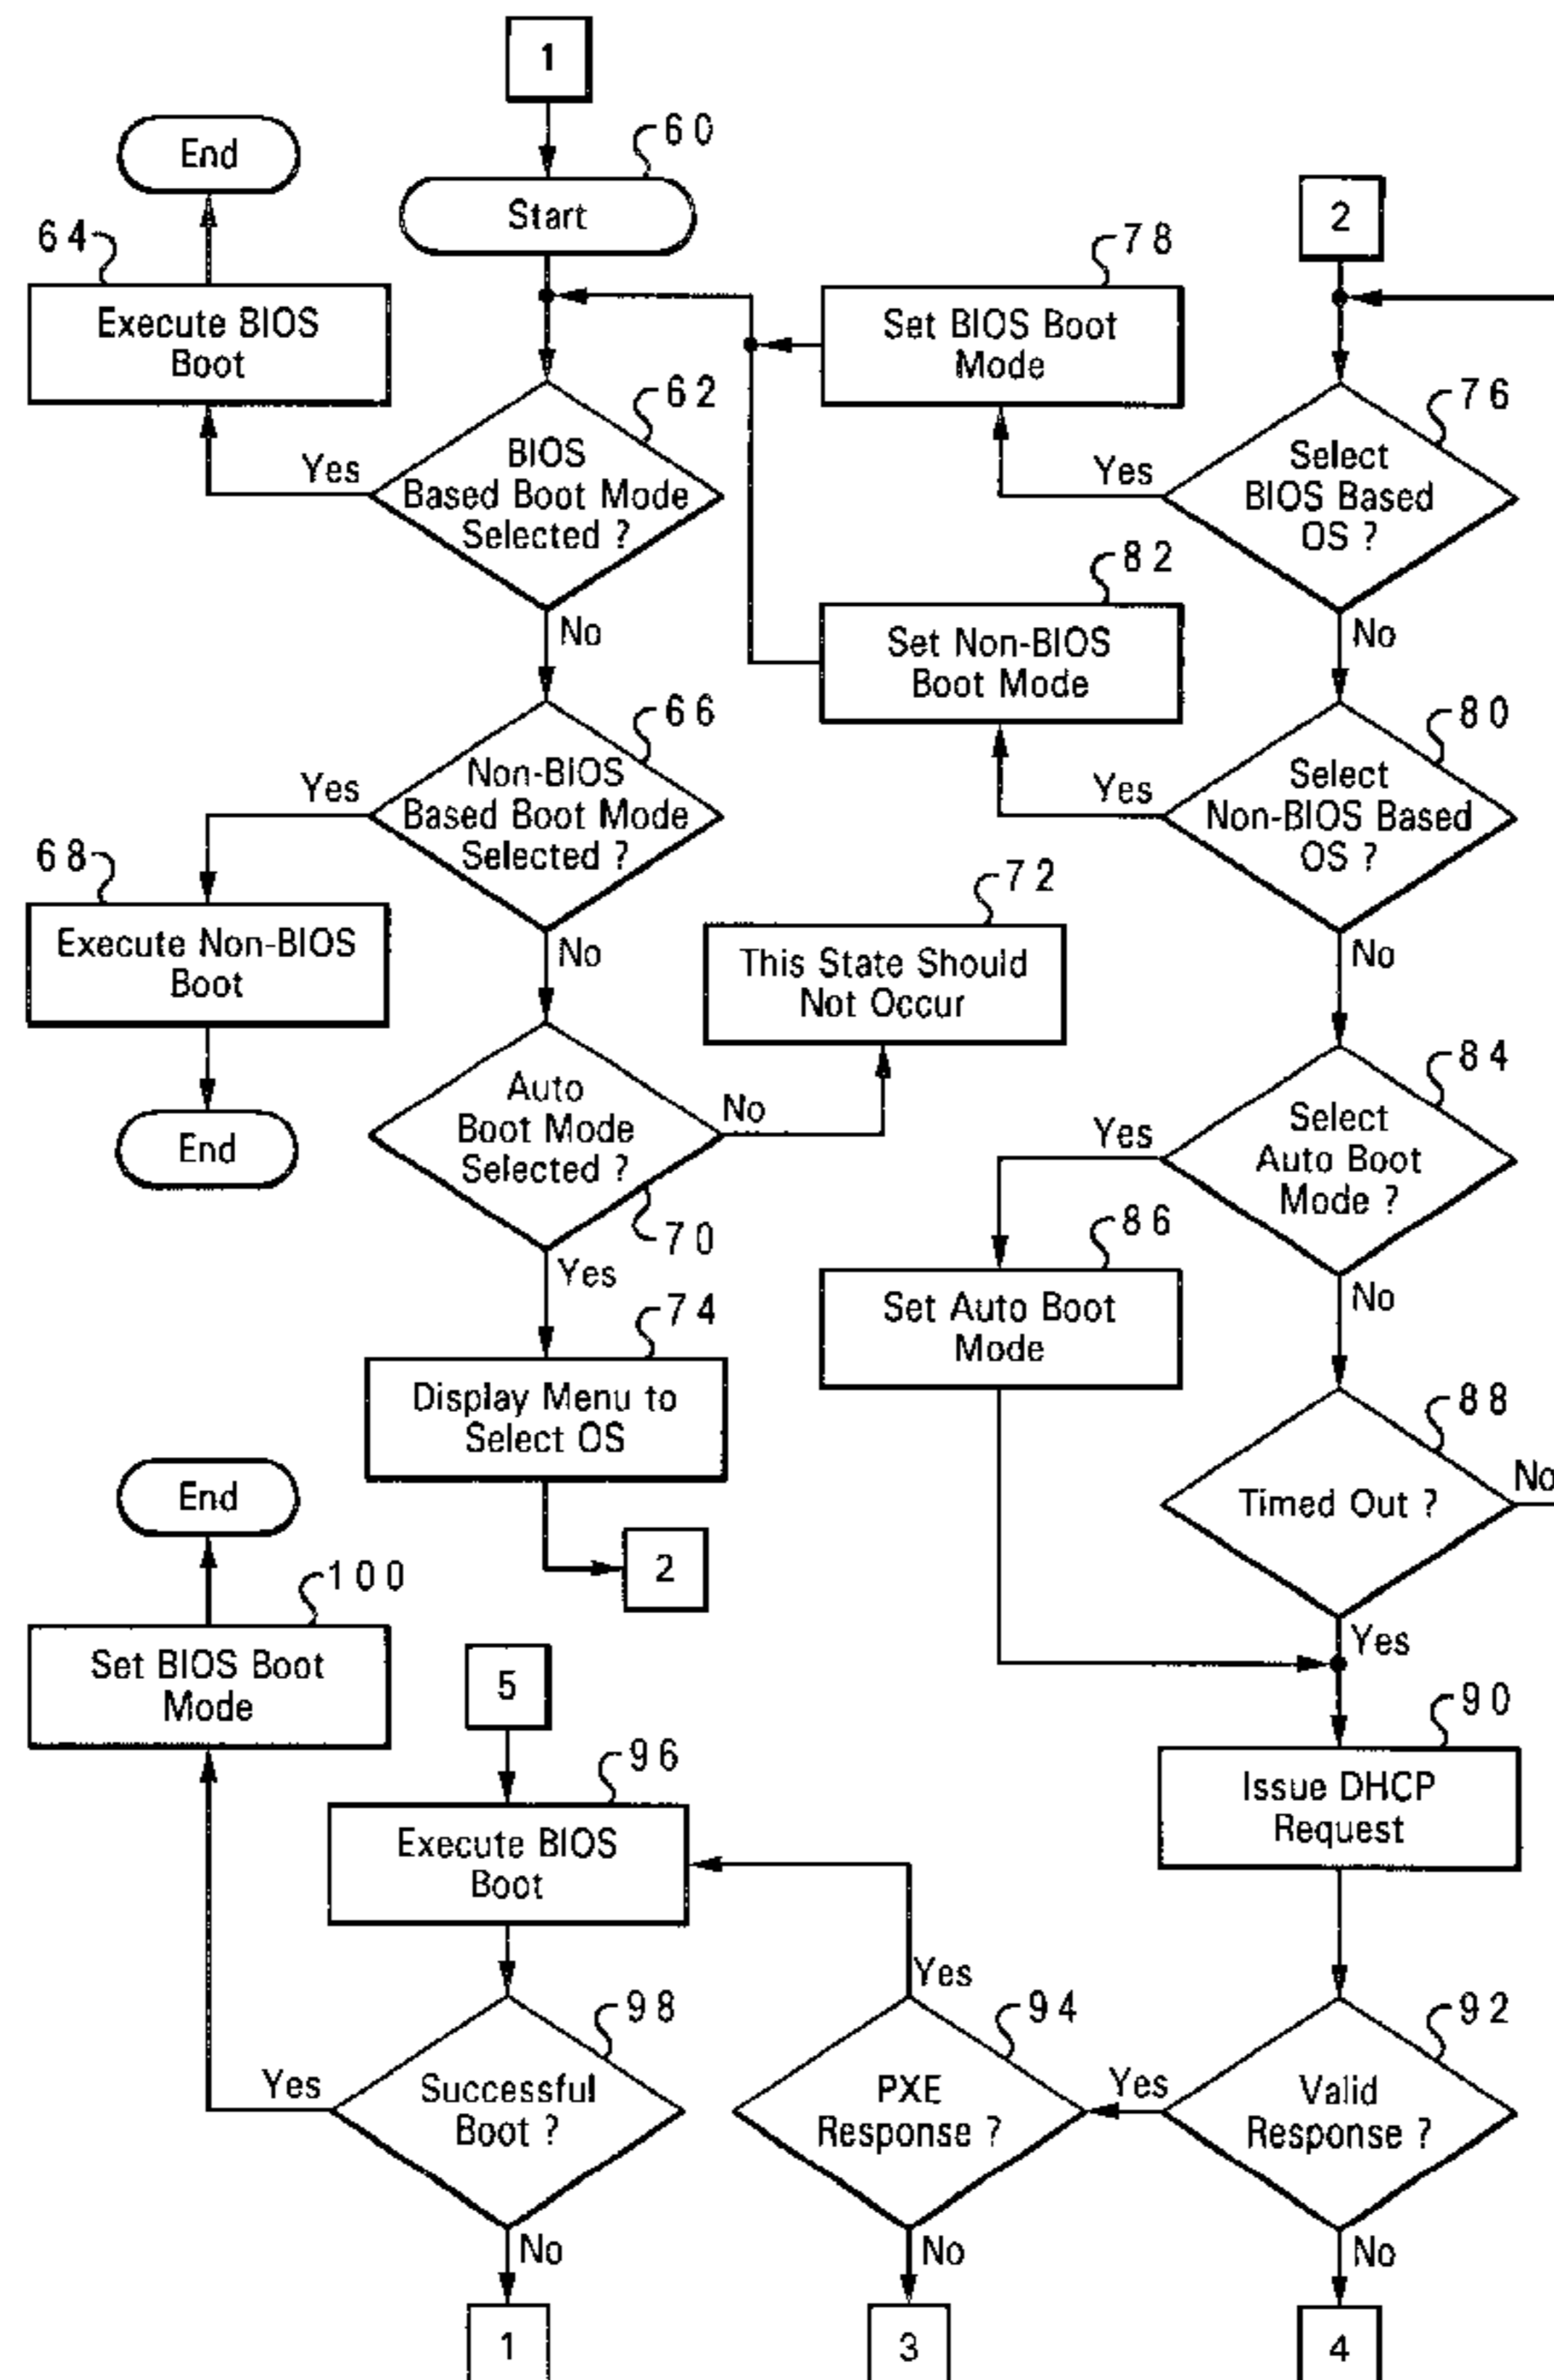 1
60
Start
End
64
Execute BIOS
Boot
62
BIOS
Based Boot Mode
Selected ?
Yes
No
66
Non-BIOS
Based Boot Mode
Selected ?
Yes
No
68
Execute Non-BIOS
Boot
End
72
This State Should
Not Occur
Auto
Boot Mode
Selected ?
No
70
Yes
74
Display Menu to
Select OS
2
2
78
Set BIOS Boot
Mode
76
Select
BIOS Based
OS ?
Yes
No
82
Set Non-BIOS
Boot Mode
80
Select
Non-BIOS Based
OS ?
Yes
No
84
Select
Auto Boot
Mode ?
Yes
No
86
Set Auto Boot
Mode
88
Timed Out ?
No
Yes
90
Issue DHCP
Request
92
Valid
Response ?
Yes
No
4
94
PXE
Response ?
Yes
No
3
5
96
Execute BIOS
Boot
98
Successful
Boot ?
Yes
No
1
100
Set BIOS Boot
Mode
End